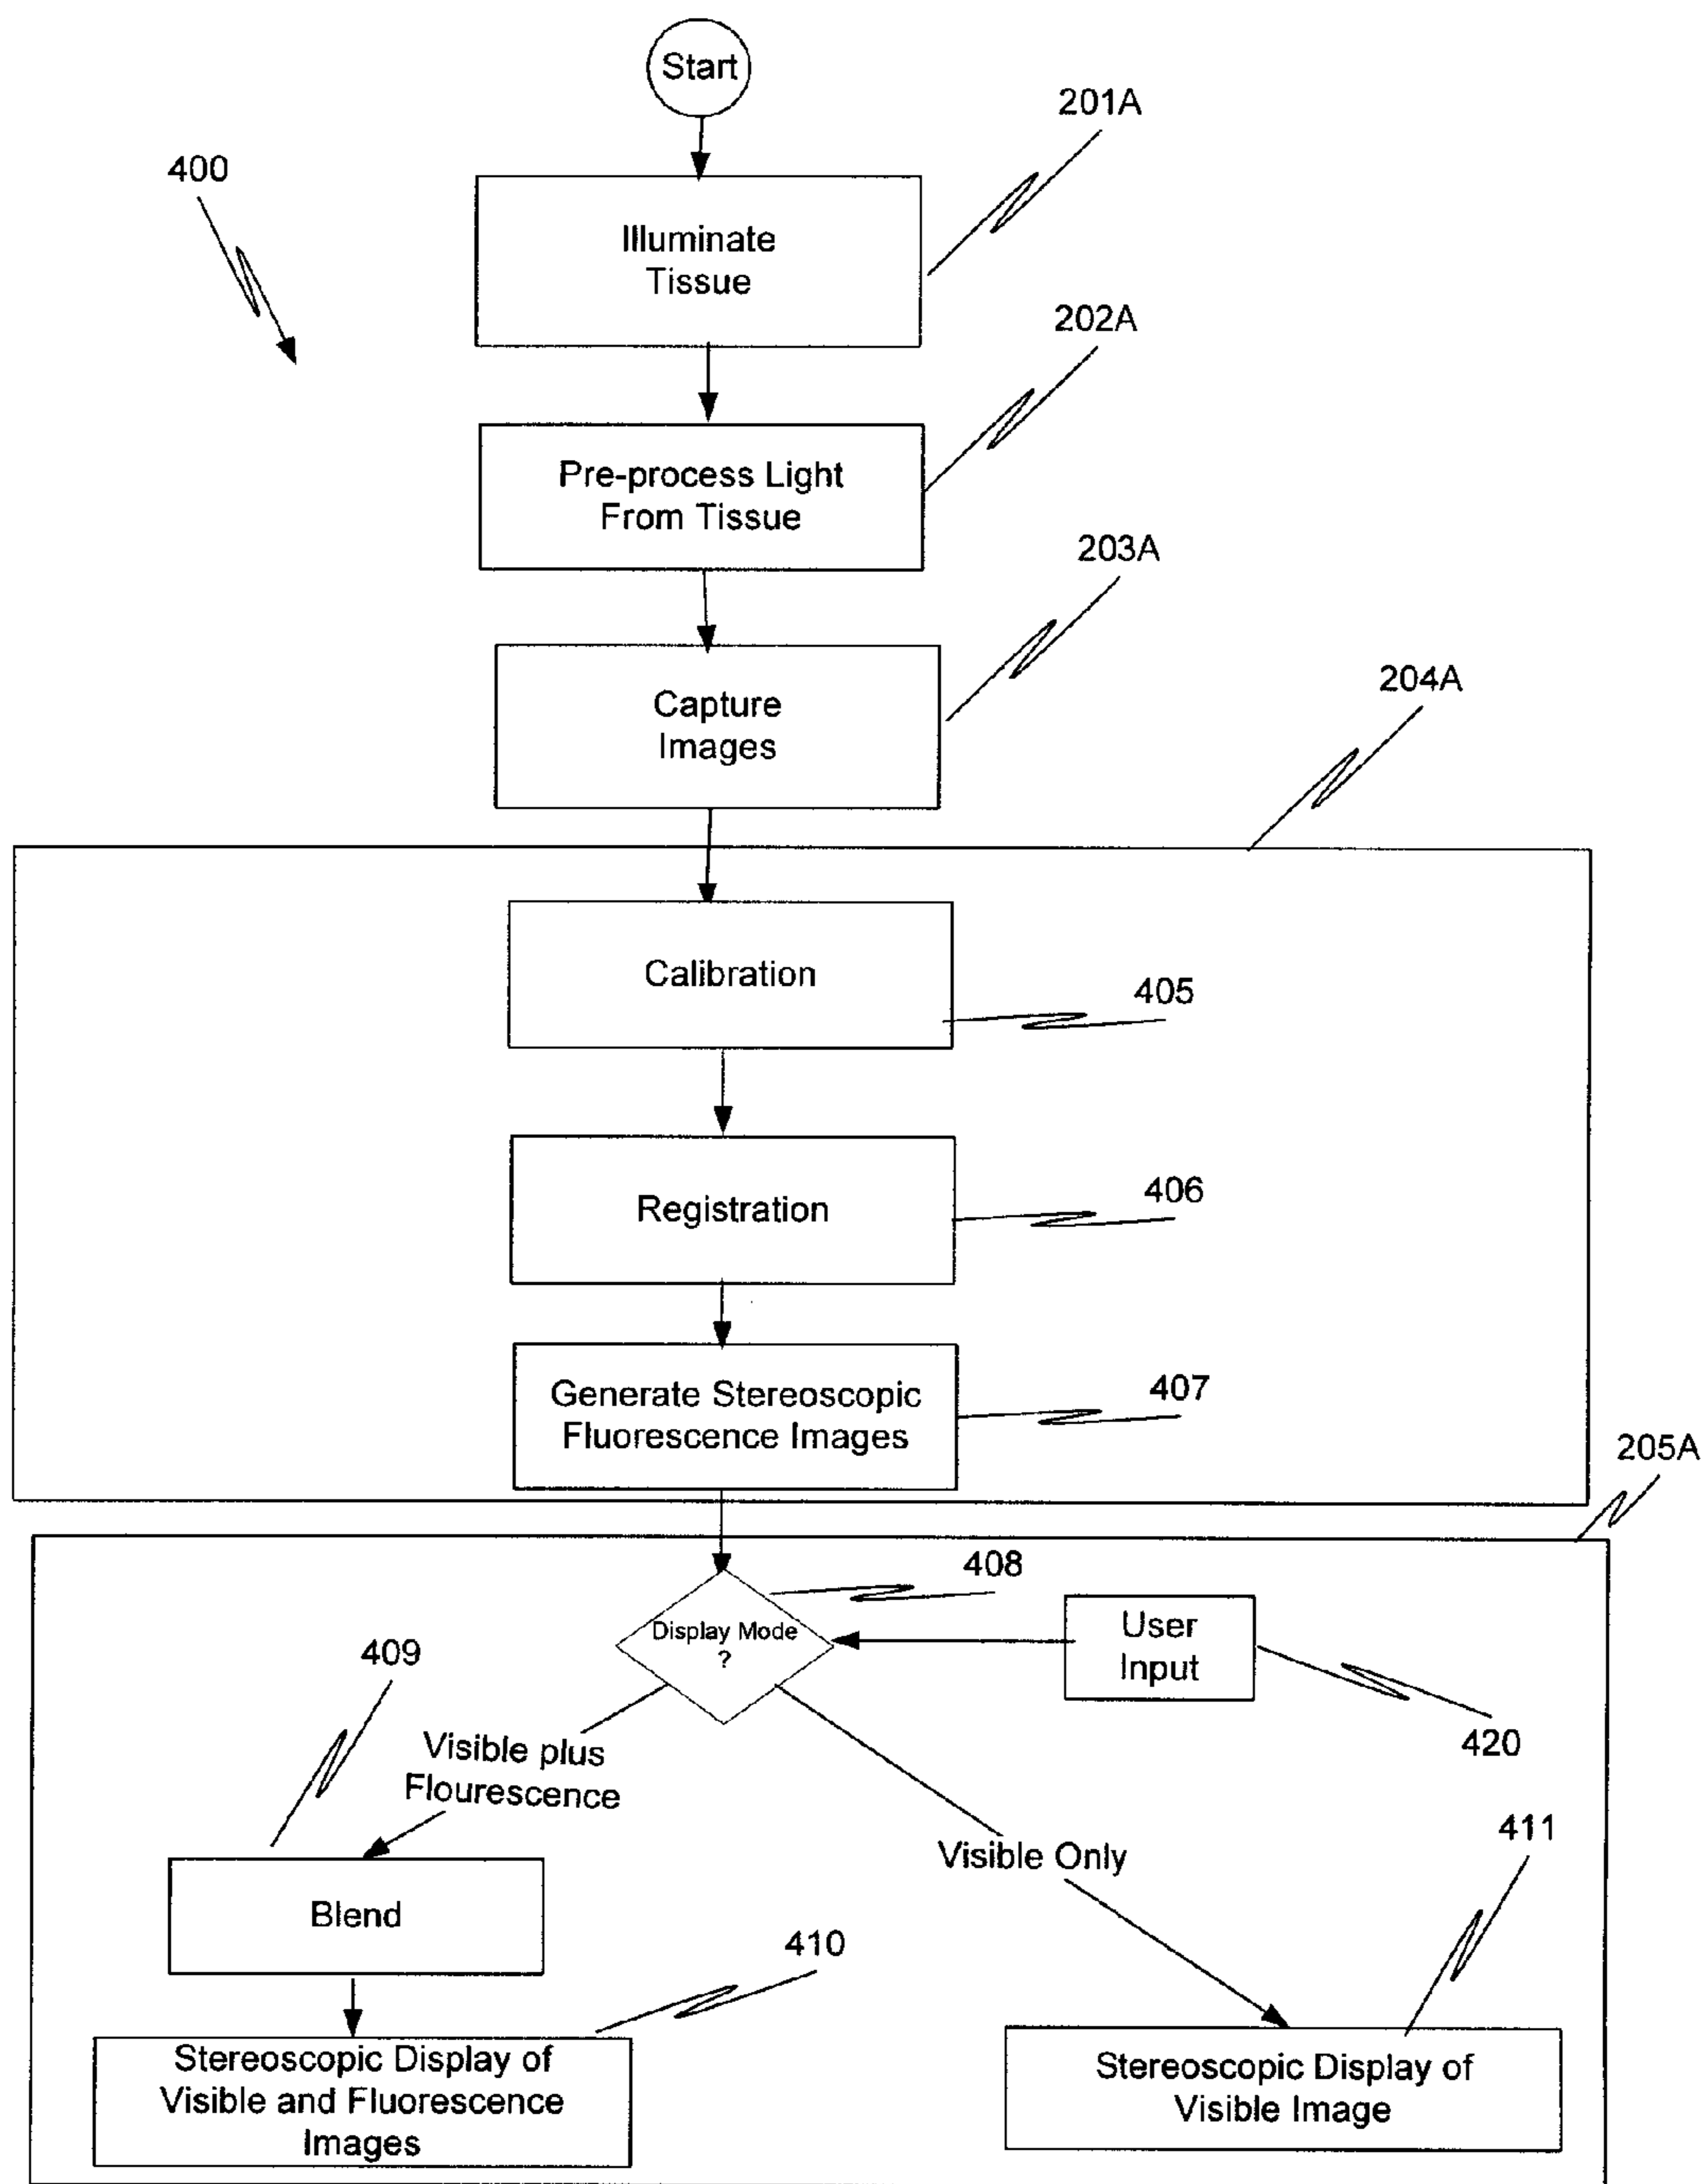 Start
201A
400
Illuminate
Tissue
202A
Pre-process Light
From Tissue
203A
Capture
Images
204A
Calibration
405
Registration
406
Generate Stereoscopic
Fluorescence Images
407
205A
408
Display Mode
?
User
Input
420
409
Visible plus
Flourescence
Visible Only
411
Blend
410
Stereoscopic Display of
Visible and Fluorescence
Images
Stereoscopic Display of
Visible Image